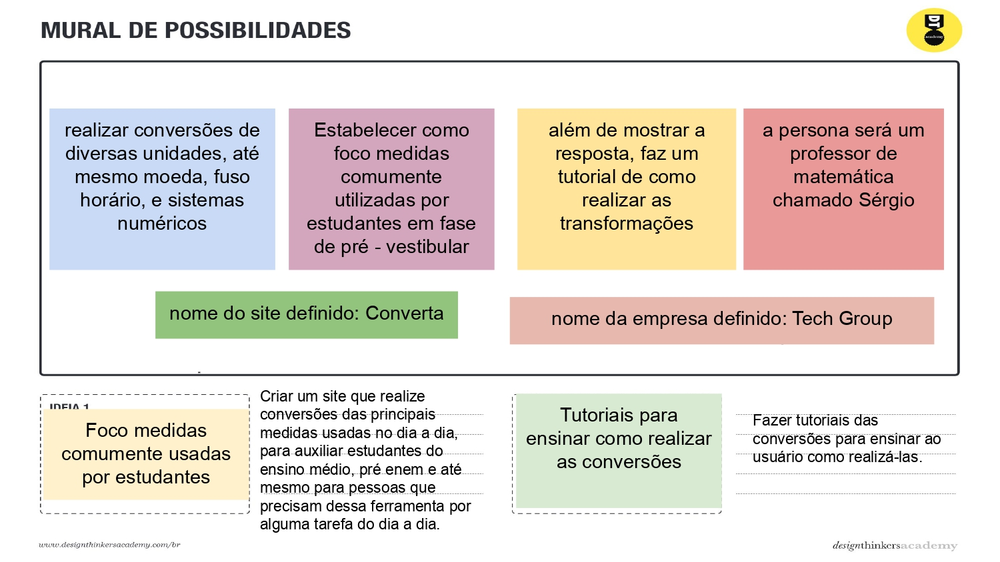 MURAL DE POSSIBILIDADES
DT
academy
realizar conversões de
diversas unidades, até
mesmo moeda, fuso
horário, e sistemas
numéricos
Estabelecer como
foco medidas
comumente
utilizadas por
estudantes em fase
de pré - vestibular
além de mostrar a
resposta, faz um
tutorial de como
realizar as
transformações
a persona será um
professor de
matemática
chamado Sérgio
nome do site definido: Converta
nome da empresa definido: Tech Group
IDEIA 1
Foco medidas
comumente usadas
por estudantes
Criar um site que realize
conversões das principais
medidas usadas no dia a dia,
para auxiliar estudantes do
ensino médio, pré enem e até
mesmo para pessoas que
precisam dessa ferramenta por
alguma tarefa do dia a dia.
Tutoriais para
ensinar como realizar
as conversões
Fazer tutoriais das
conversões para ensinar ao
usuário como realizá-las.
www.designthinkersacademy.com/br
designthinkersacademy